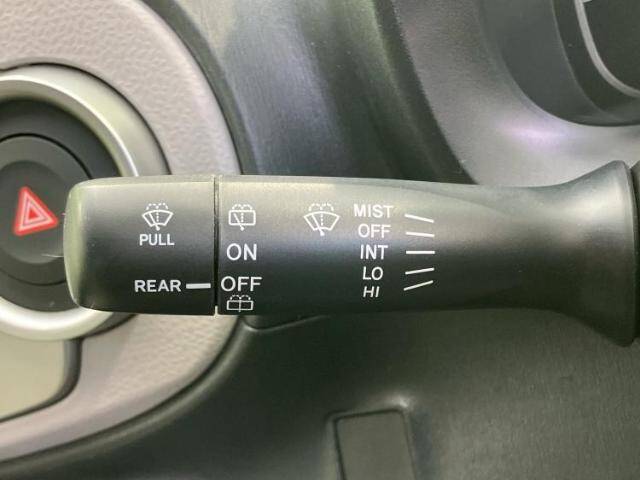 PULL
REAR
ON
OFF
MIST
OFF
INT
LO
HI